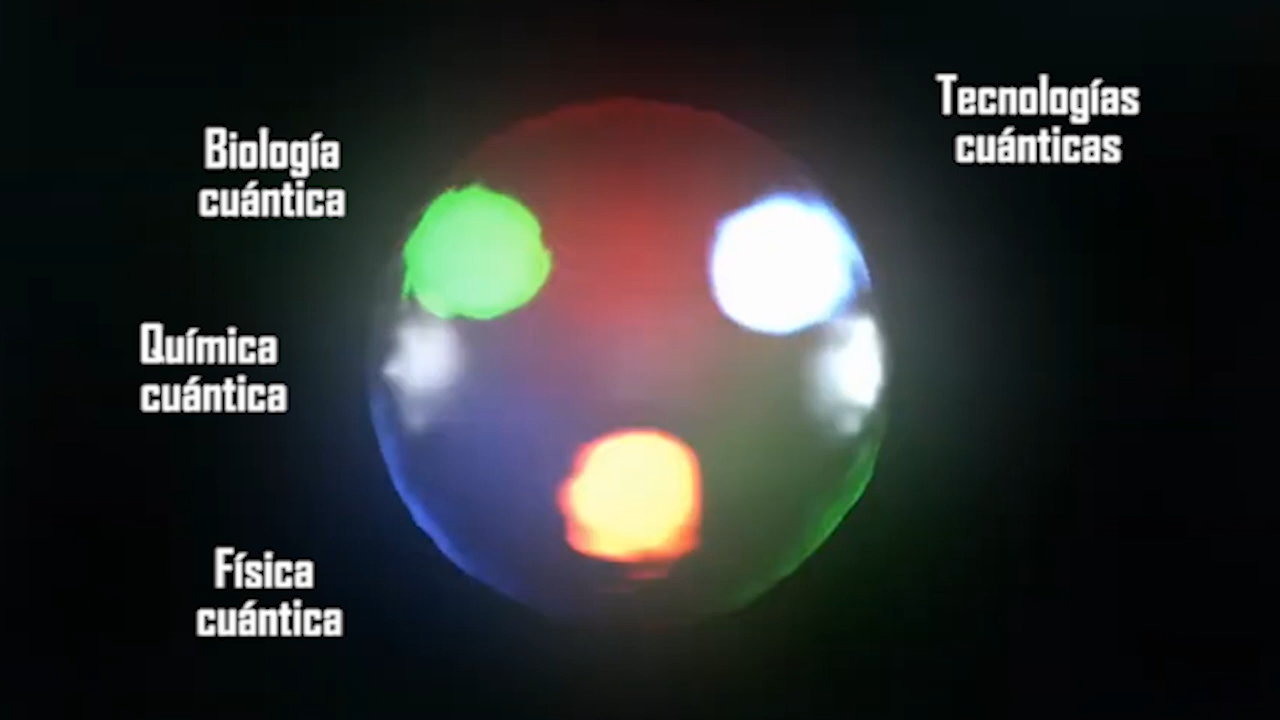 Biología
cuántica
Química
cuántica
Física
cuántica
Tecnologías
cuánticas